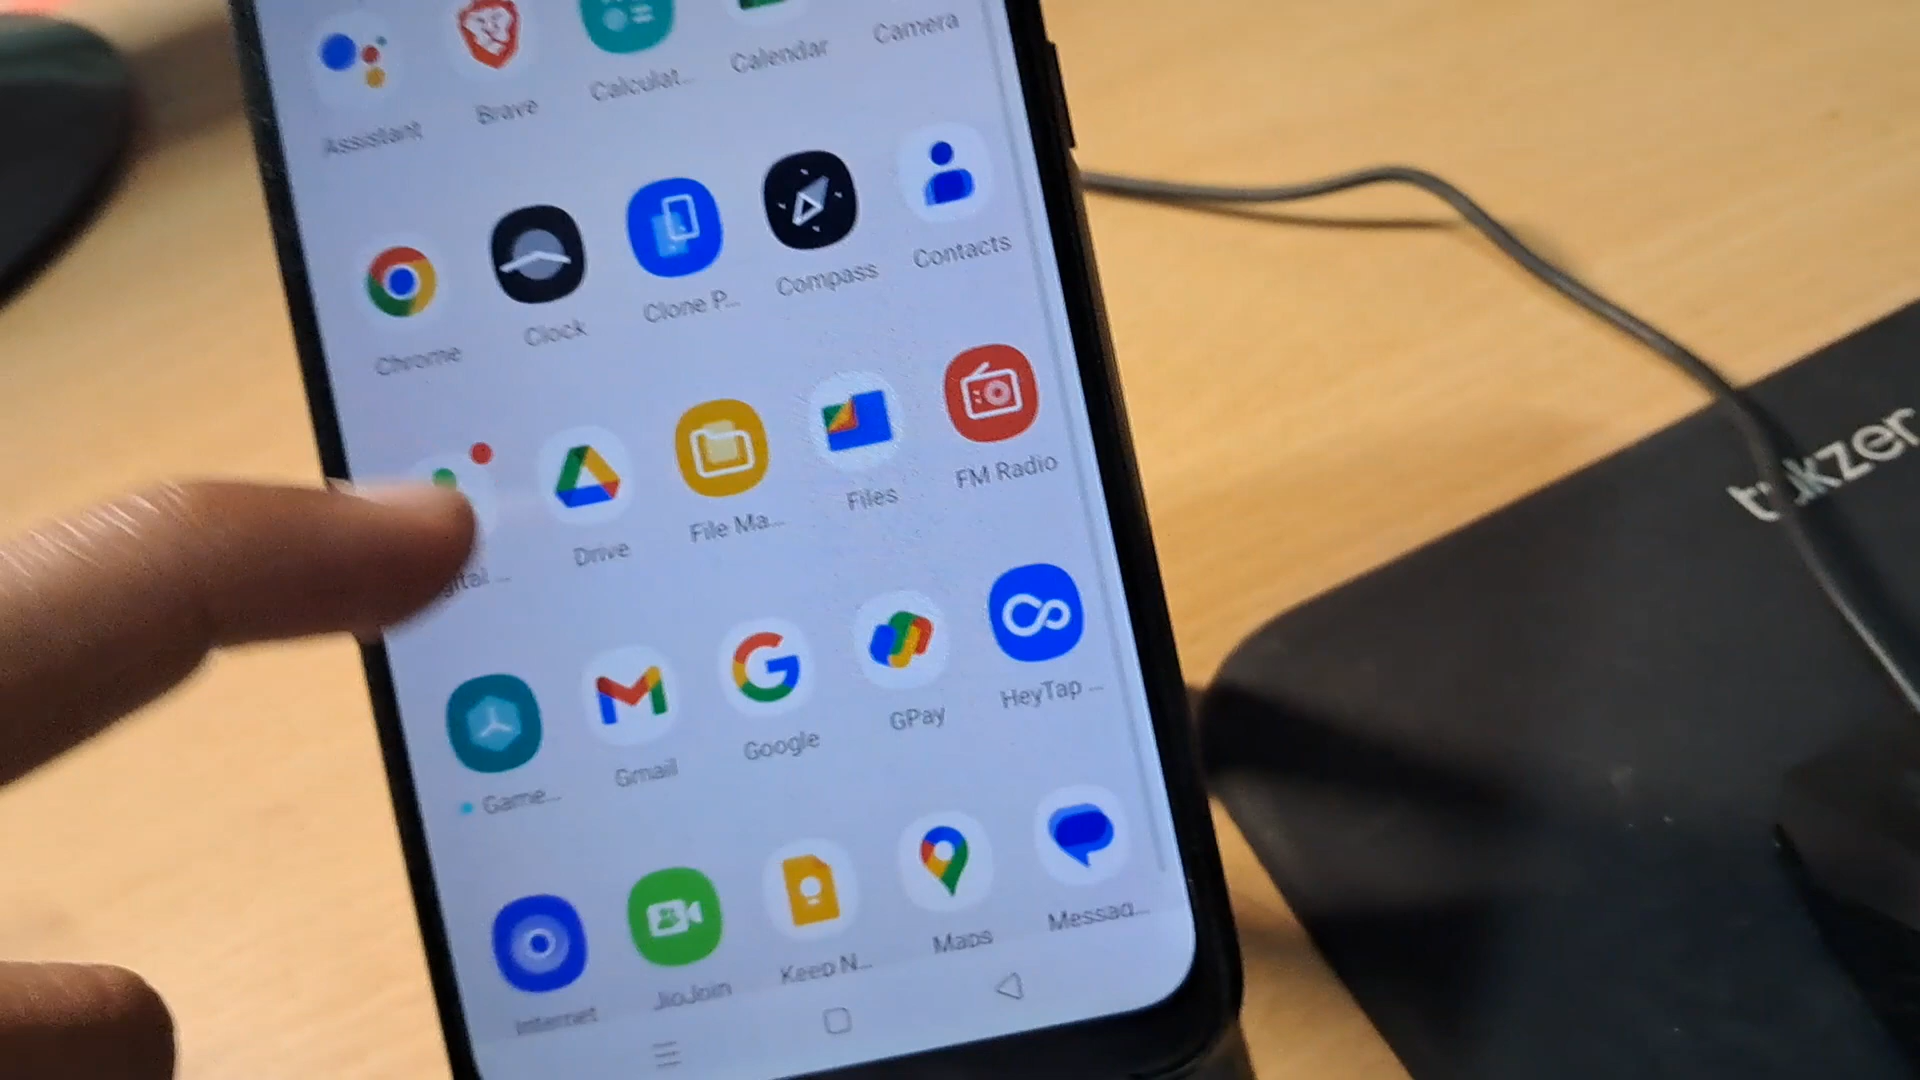 Assistant
Brave
Calculat...
Calendar
Camera
Chrome
Clock
Clone P...
Compass
Contacts
gital ...
Drive
File Ma...
Files
FM Radio
Game...
Gmail
Google
GPay
HeyTap ...
Internet
JioJoin
Keep N...
Maps
Messag...